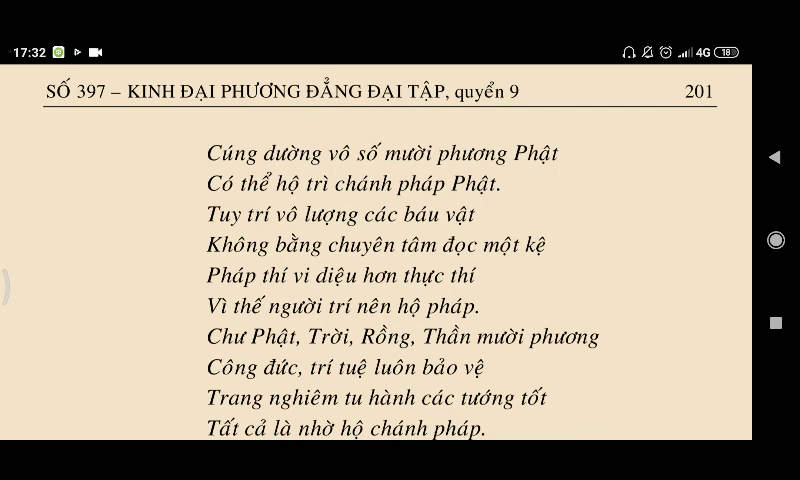 17:32 4G 18
SỐ 397 – KINH ĐẠI PHƯƠNG ĐẲNG ĐẠI TẬP, quyển 9 201
Cúng dường vô số mười phương Phật
Có thể hộ trì chánh pháp Phật.
Tuy trí vô lượng các báu vật
Không bằng chuyên tâm đọc một kệ
Pháp thí vi diệu hơn thực thí
Vì thế người trí nên hộ pháp.
Chư Phật, Trời, Rồng, Thần mười phương
Công đức, trí tuệ luôn bảo vệ
Trang nghiêm tu hành các tướng tốt
Tất cả là nhờ hộ chánh pháp.